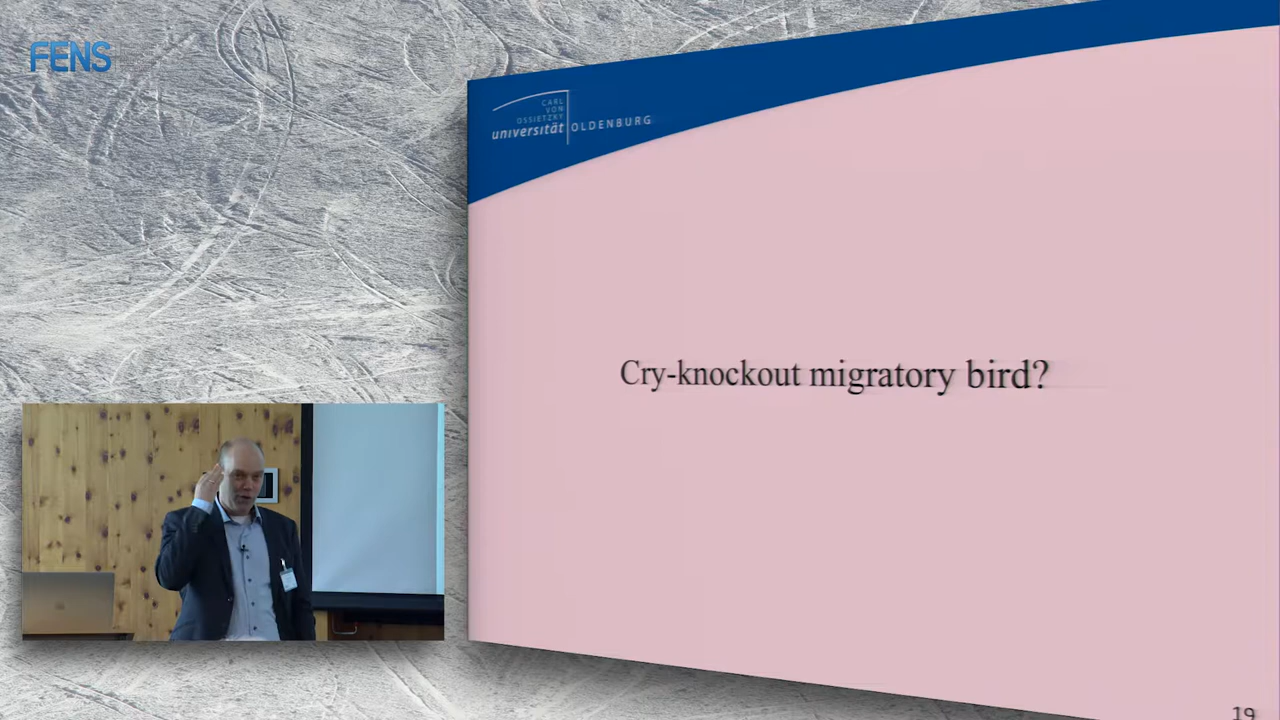 FENS
CARL
VON
OSSIETZKY
universität OLDENBURG
Cry-knockout migratory bird?
19